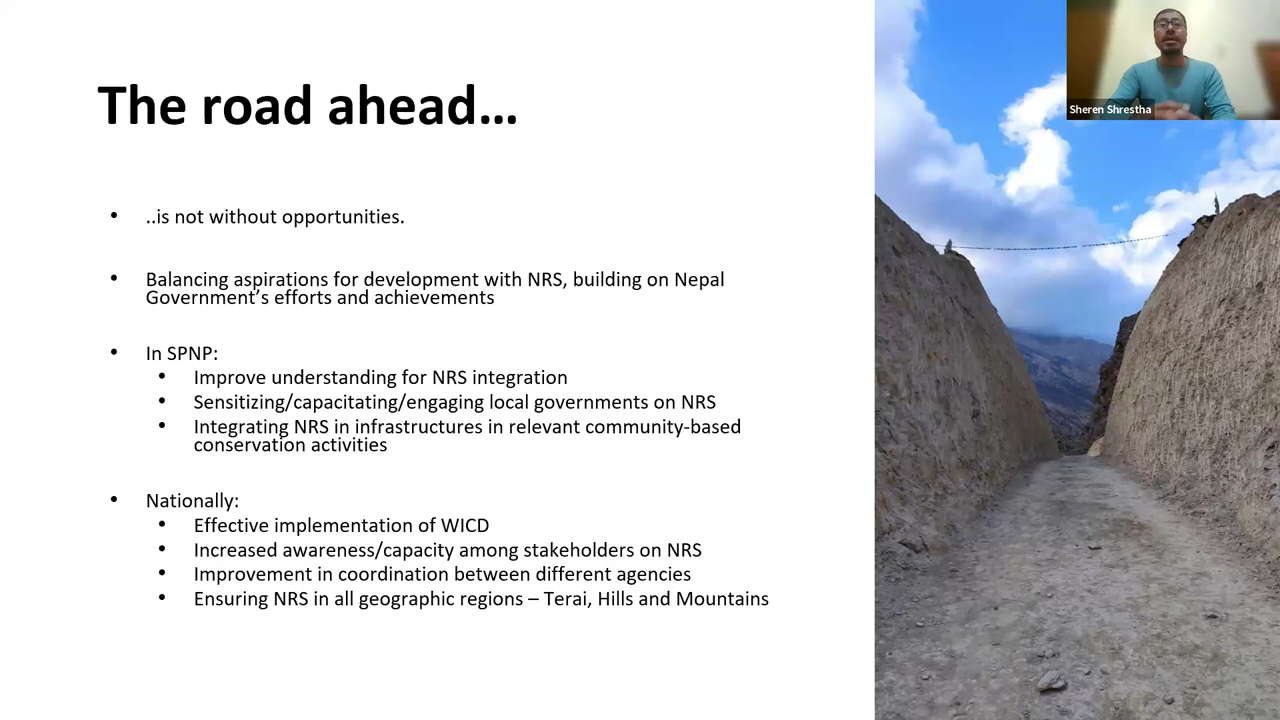 The road ahead…
• ..is not without opportunities.
• Balancing aspirations for development with NRS, building on Nepal
Government's efforts and achievements
• In SPNP:
• Improve understanding for NRS integration
• Sensitizing/capacitating/engaging local governments on NRS
• Integrating NRS in infrastructures in relevant community-based
conservation activities
• Nationally:
• Effective implementation of WICD
• Increased awareness/capacity among stakeholders on NRS
• Improvement in coordination between different agencies
• Ensuring NRS in all geographic regions – Terai, Hills and Mountains
Sheren Shrestha